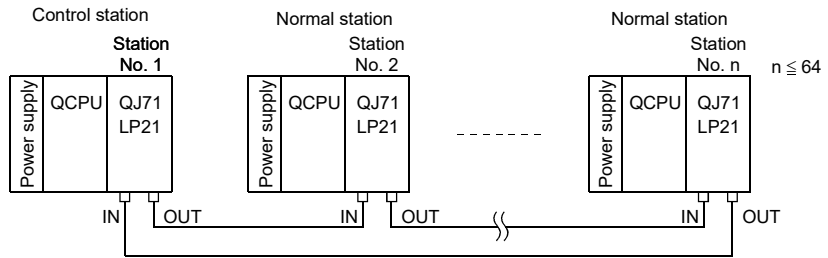 Control station
Normal station
Normal station
Station
No. 1
Station
No. 2
Station
No. n
n ≦ 64
Power supply
QCPU
QJ71
LP21
Power supply
QCPU
QJ71
LP21
Power supply
QCPU
QJ71
LP21
IN
OUT
IN
OUT
IN
OUT